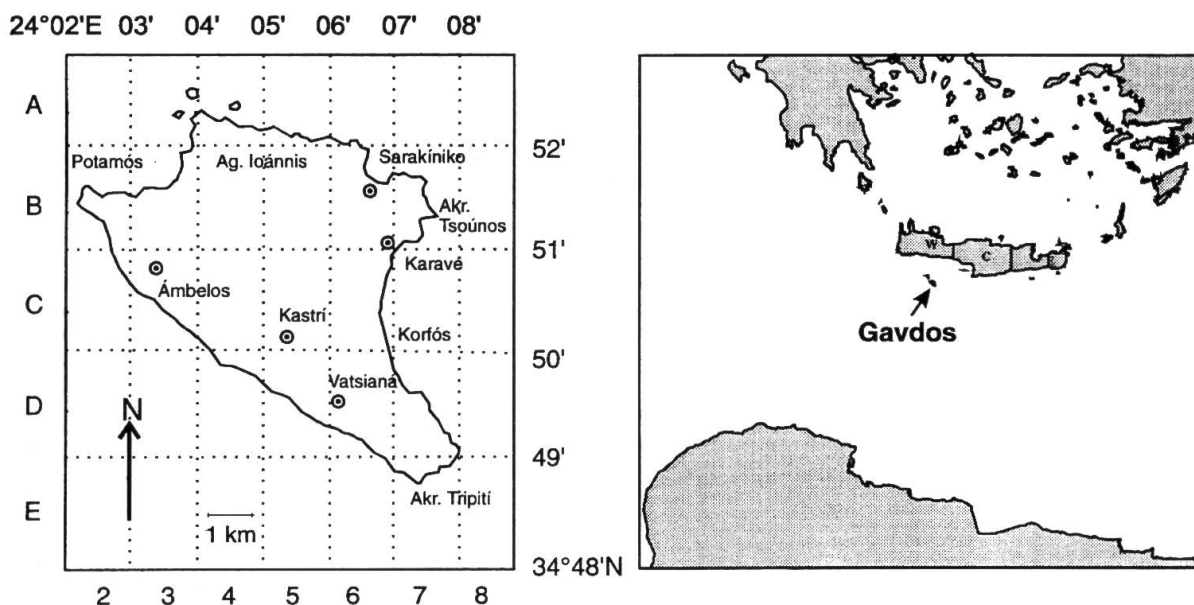 24°02'E 03' 04' 05' 06' 07' 08'
A
52'
Potamós
Ag. Ioánnis
Sarakíniko
B
Akr.
Tsoúnos
51'
Karavé
Ámbelos
C
Kastrí
Korfós
50'
Vatsianá
D
N
49'
Akr. Tripití
E
1 km
34°48'N
2 3 4 5 6 7 8
W
C
Gavdos